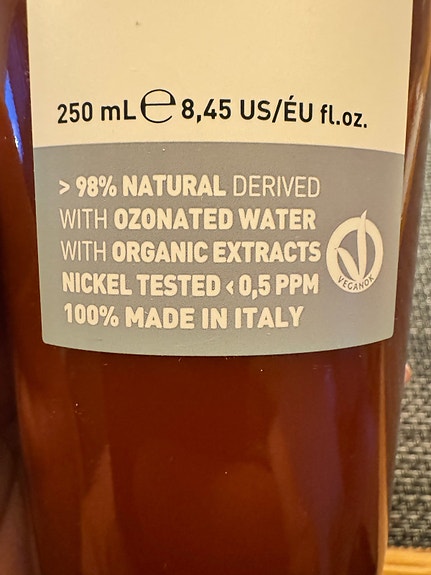 250 mL ℮ 8,45 US/ÉU fl.oz.
> 98% NATURAL DERIVED
WITH OZONATED WATER
WITH ORGANIC EXTRACTS
NICKEL TESTED < 0,5 PPM
100% MADE IN ITALY
VEGANOK